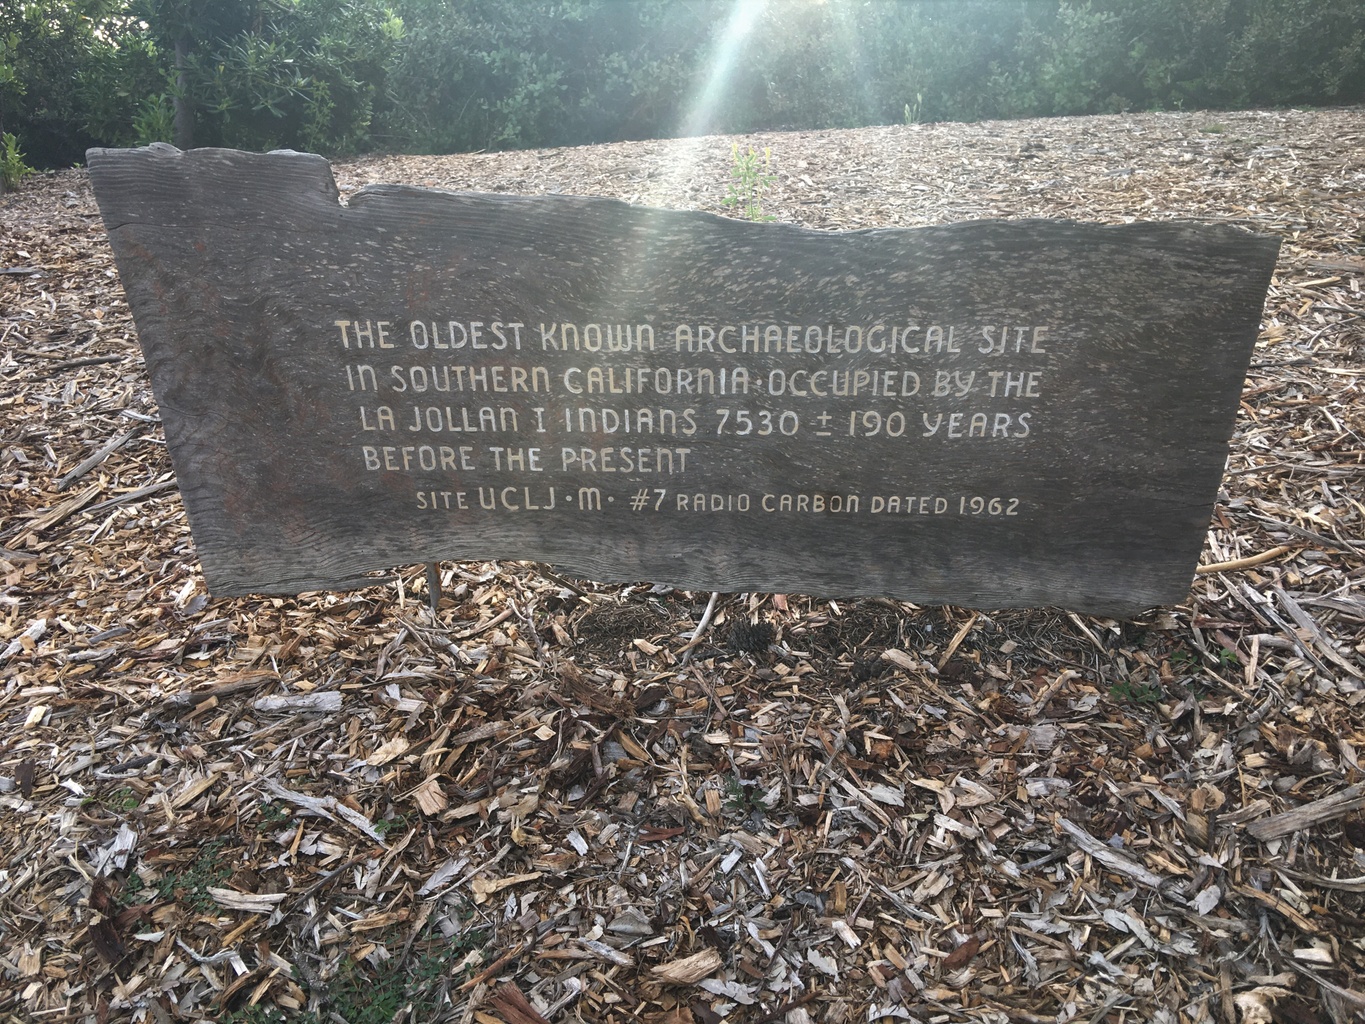 THE OLDEST KNOWN ARCHAEOLOGICAL SITE
IN SOUTHERN CALIFORNIA·OCCUPIED BY THE
LA JOLLAN I INDIANS 7530 ± 190 YEARS
BEFORE THE PRESENT
SITE UCLJ·M· #7 RADIO CARBON DATED 1962